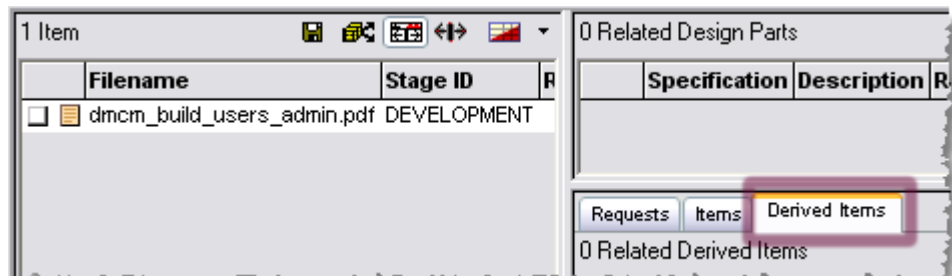 1 Item
Filename Stage ID
dmcm_build_users_admin.pdf DEVELOPMENT
0 Related Design Parts
Specification Description
Requests Items Derived Items
0 Related Derived Items